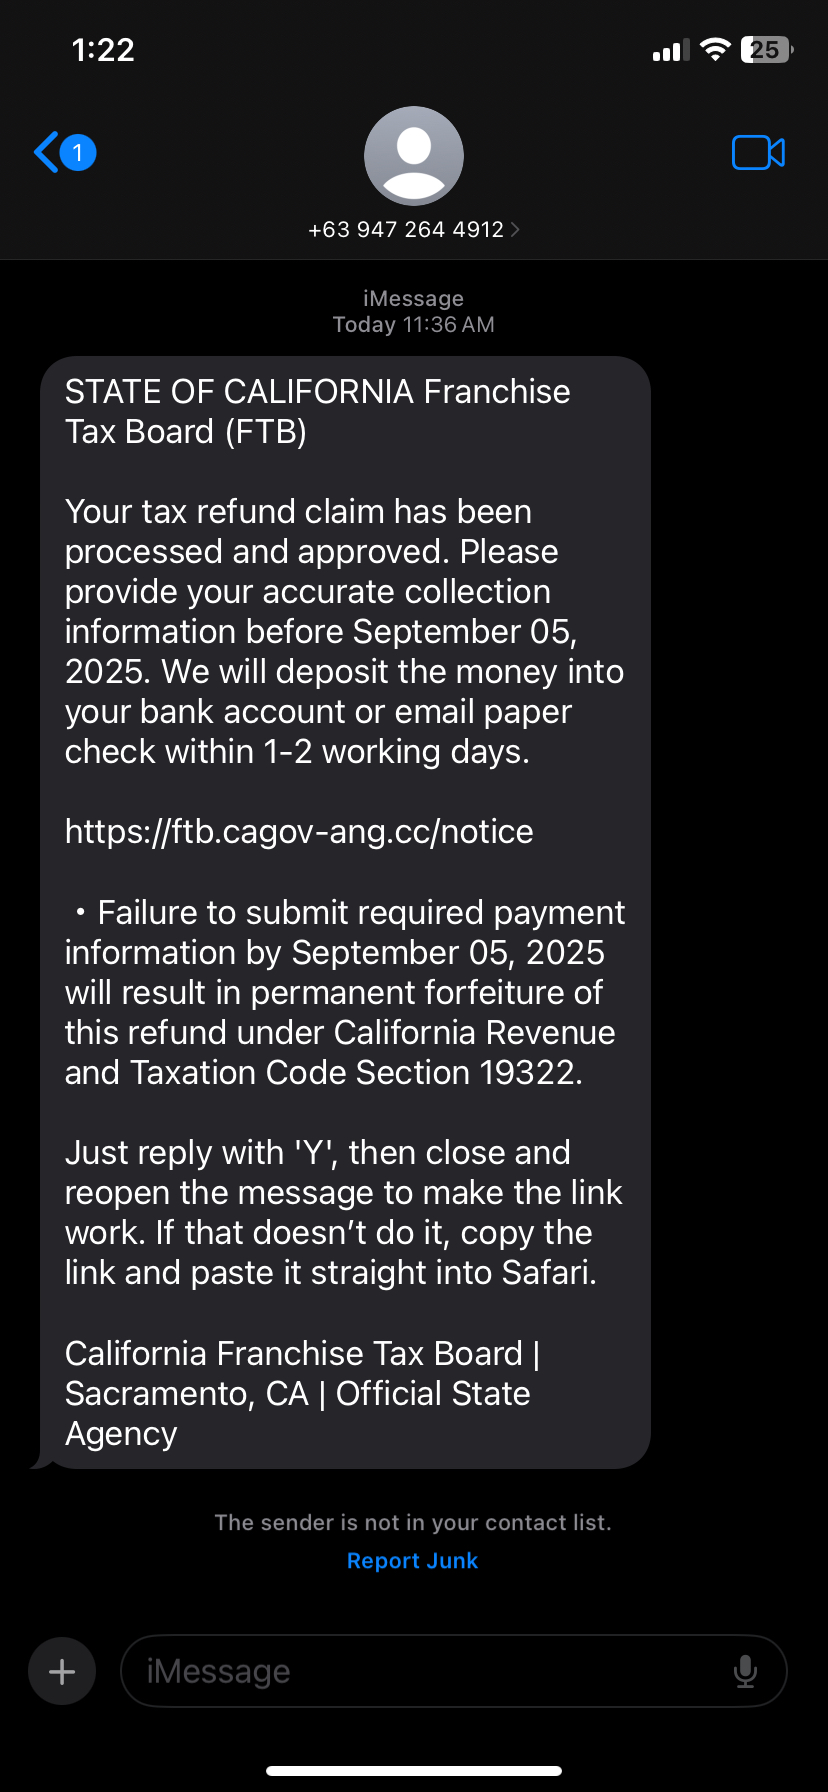 1:22
25
1
+63 947 264 4912
iMessage
Today 11:36 AM
STATE OF CALIFORNIA Franchise
Tax Board (FTB)
Your tax refund claim has been
processed and approved. Please
provide your accurate collection
information before September 05,
2025. We will deposit the money into
your bank account or email paper
check within 1-2 working days.
https://ftb.cagov-ang.cc/notice
・Failure to submit required payment
information by September 05, 2025
will result in permanent forfeiture of
this refund under California Revenue
and Taxation Code Section 19322.
Just reply with 'Y', then close and
reopen the message to make the link
work. If that doesn’t do it, copy the
link and paste it straight into Safari.
California Franchise Tax Board |
Sacramento, CA | Official State
Agency
The sender is not in your contact list.
Report Junk
iMessage